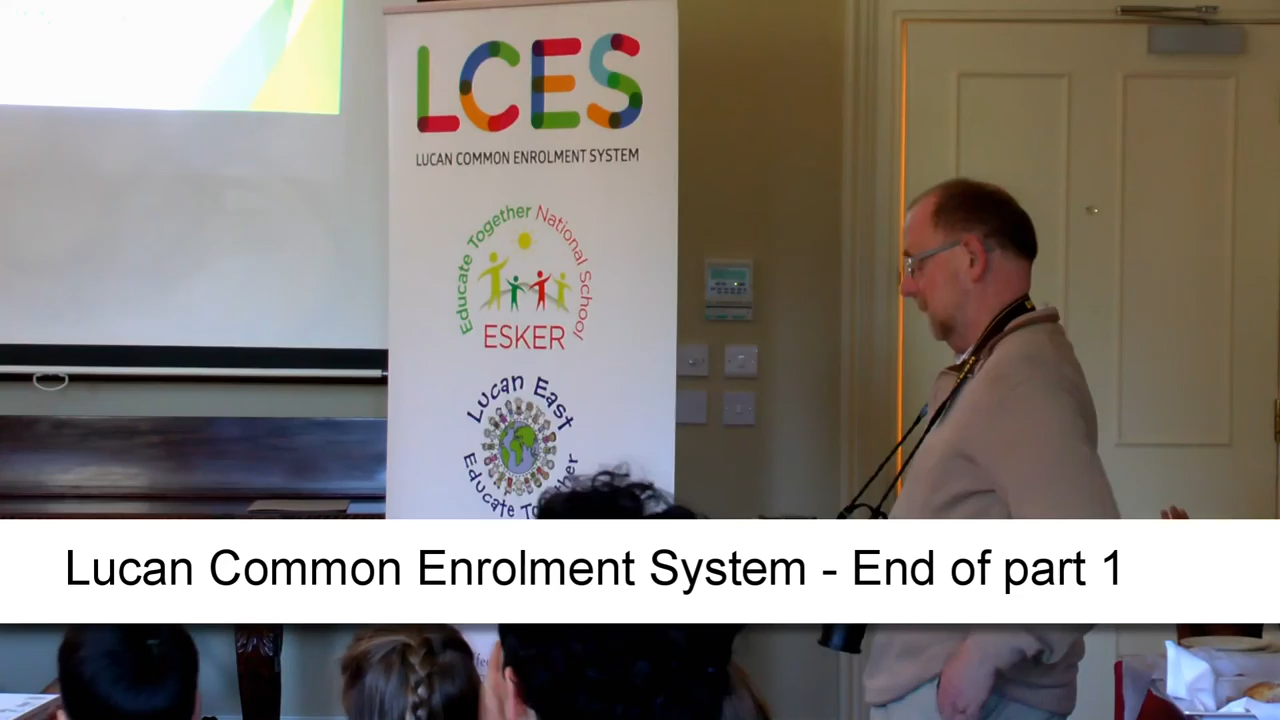 LCES
LUCAN COMMON ENROLMENT SYSTEM
Educate Together National School
ESKER
Lucan East
Educate
Lucan Common Enrolment System - End of part 1